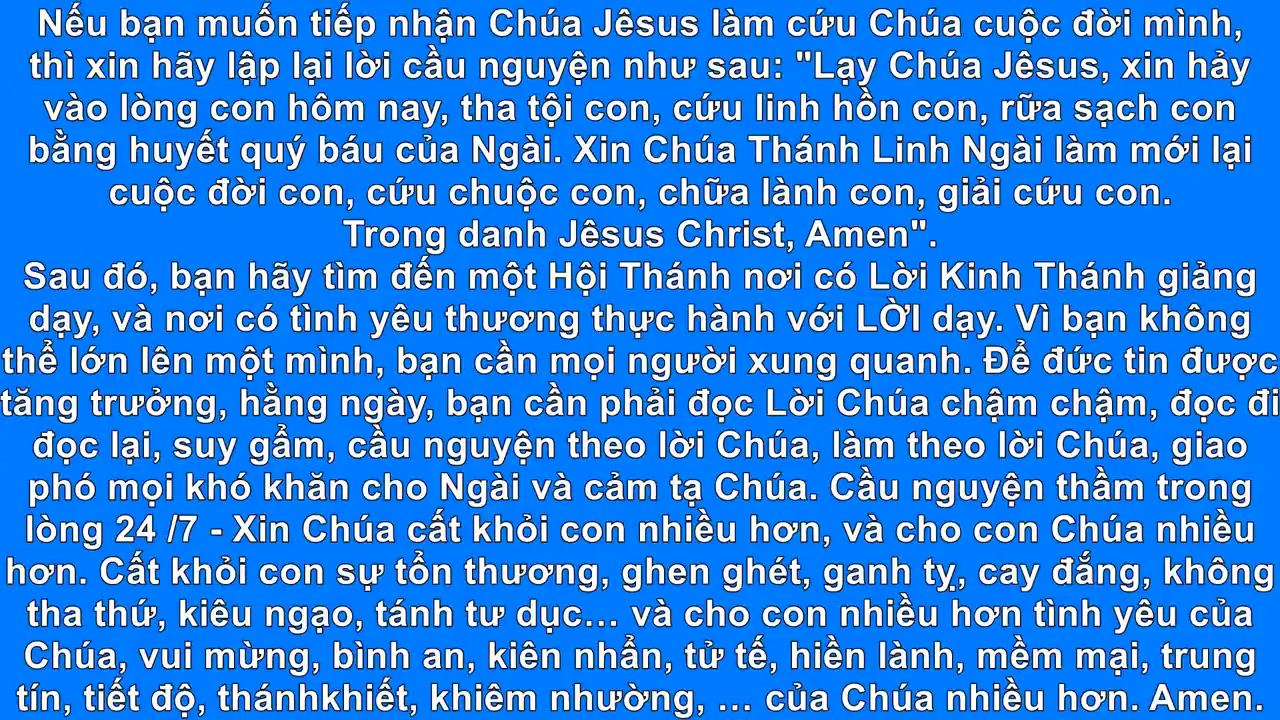 Nếu bạn muốn tiếp nhận Chúa Jêsus làm cứu Chúa cuộc đời mình,
thì xin hãy lập lại lời cầu nguyện như sau: "Lạy Chúa Jêsus, xin hảy
vào lòng con hôm nay, tha tội con, cứu linh hồn con, rữa sạch con
bằng huyết quý báu của Ngài. Xin Chúa Thánh Linh Ngài làm mới lại
cuộc đời con, cứu chuộc con, chữa lành con, giải cứu con.
Trong danh Jêsus Christ, Amen".
Sau đó, bạn hãy tìm đến một Hội Thánh nơi có Lời Kinh Thánh giảng
dạy, và nơi có tình yêu thương thực hành với LỜI dạy. Vì bạn không
thể lớn lên một mình, bạn cần mọi người xung quanh. Để đức tin được
tăng trưởng, hằng ngày, bạn cần phải đọc Lời Chúa chậm chậm, đọc đi
đọc lại, suy gẩm, cầu nguyện theo lời Chúa, làm theo lời Chúa, giao
phó mọi khó khăn cho Ngài và cảm tạ Chúa. Cầu nguyện thầm trong
lòng 24 /7 - Xin Chúa cất khỏi con nhiều hơn, và cho con Chúa nhiều
hơn. Cất khỏi con sự tổn thương, ghen ghét, ganh tỵ, cay đắng, không
tha thứ, kiêu ngạo, tánh tư dục... và cho con nhiều hơn tình yêu của
Chúa, vui mừng, bình an, kiên nhẩn, tử tế, hiền lành, mềm mại, trung
tín, tiết độ, thánhkhiết, khiêm nhường, ... của Chúa nhiều hơn. Amen.